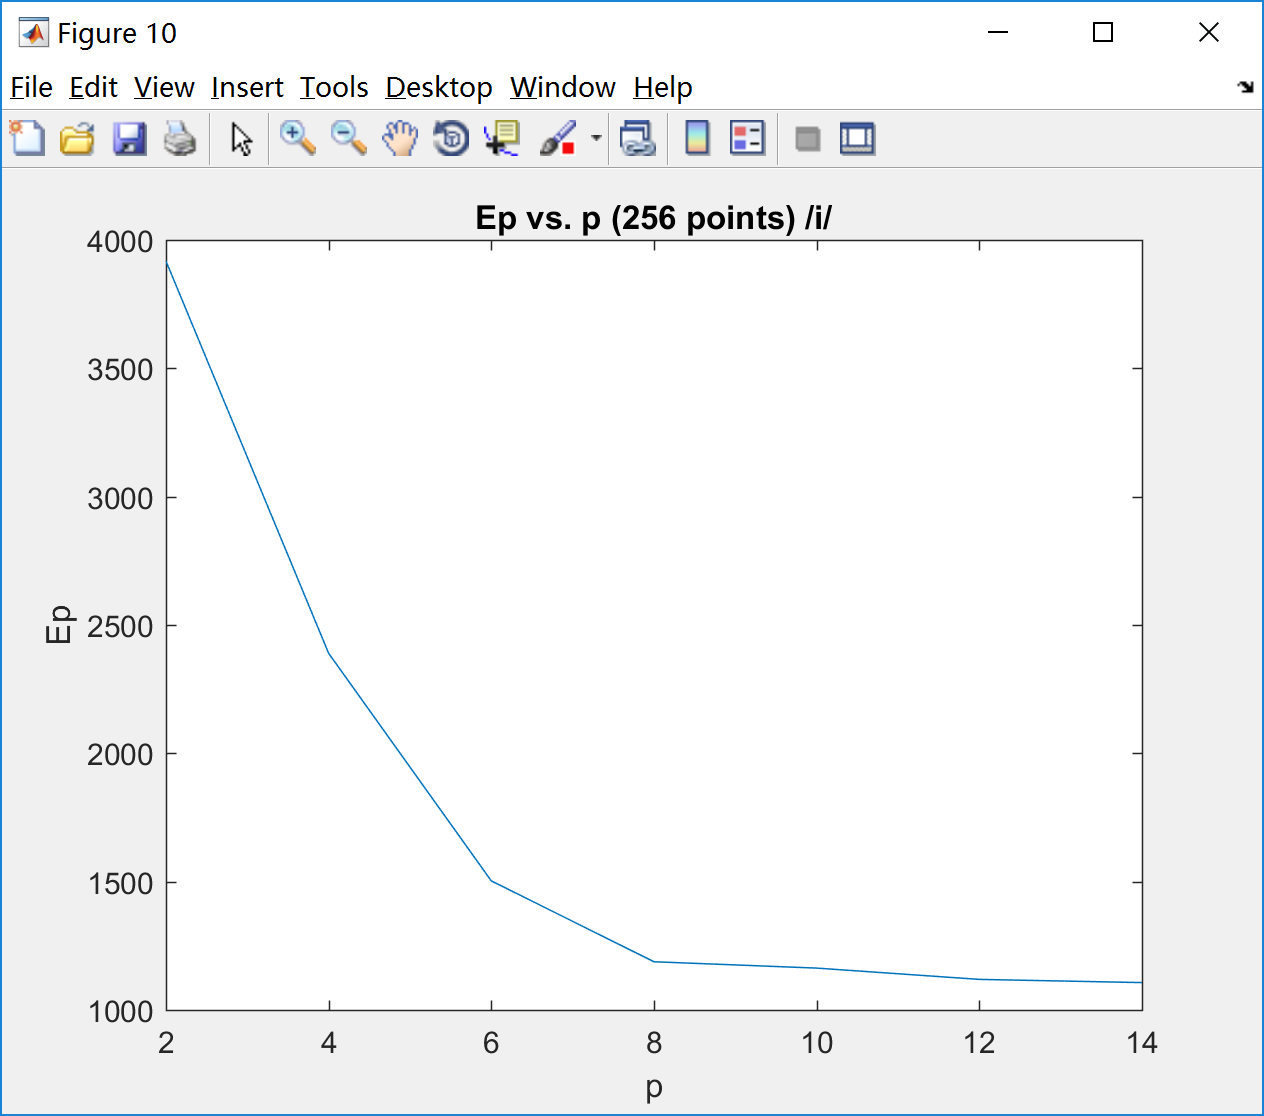 Figure 10
File Edit View Insert Tools Desktop Window Help
Ep vs. p (256 points) /i/
4000
3500
3000
2500
2000
1500
1000
Ep
2 4 6 8 10 12 14
p